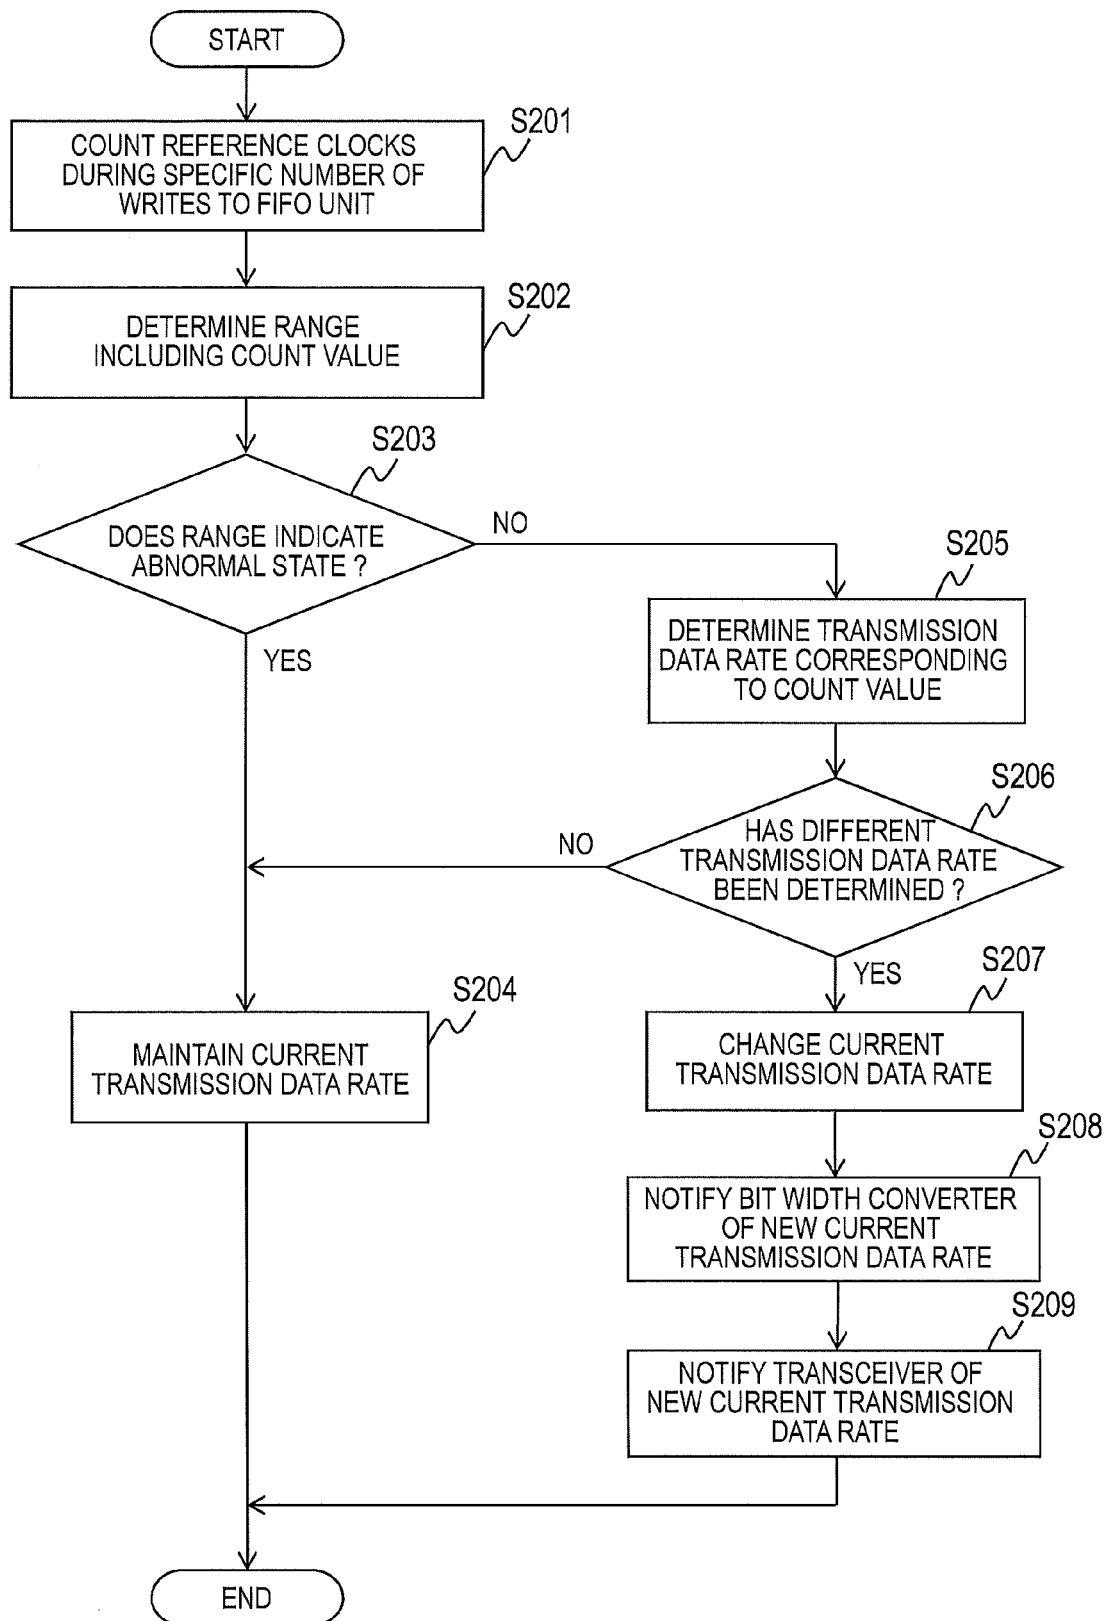 START
S201
COUNT REFERENCE CLOCKS
DURING SPECIFIC NUMBER OF
WRITES TO FIFO UNIT
S202
DETERMINE RANGE
INCLUDING COUNT VALUE
S203
DOES RANGE INDICATE
ABNORMAL STATE ?
NO
YES
S205
DETERMINE TRANSMISSION
DATA RATE CORRESPONDING
TO COUNT VALUE
S206
HAS DIFFERENT
TRANSMISSION DATA RATE
BEEN DETERMINED ?
NO
YES
S204
MAINTAIN CURRENT
TRANSMISSION DATA RATE
S207
CHANGE CURRENT
TRANSMISSION DATA RATE
S208
NOTIFY BIT WIDTH CONVERTER
OF NEW CURRENT
TRANSMISSION DATA RATE
S209
NOTIFY TRANSCEIVER OF
NEW CURRENT TRANSMISSION
DATA RATE
END